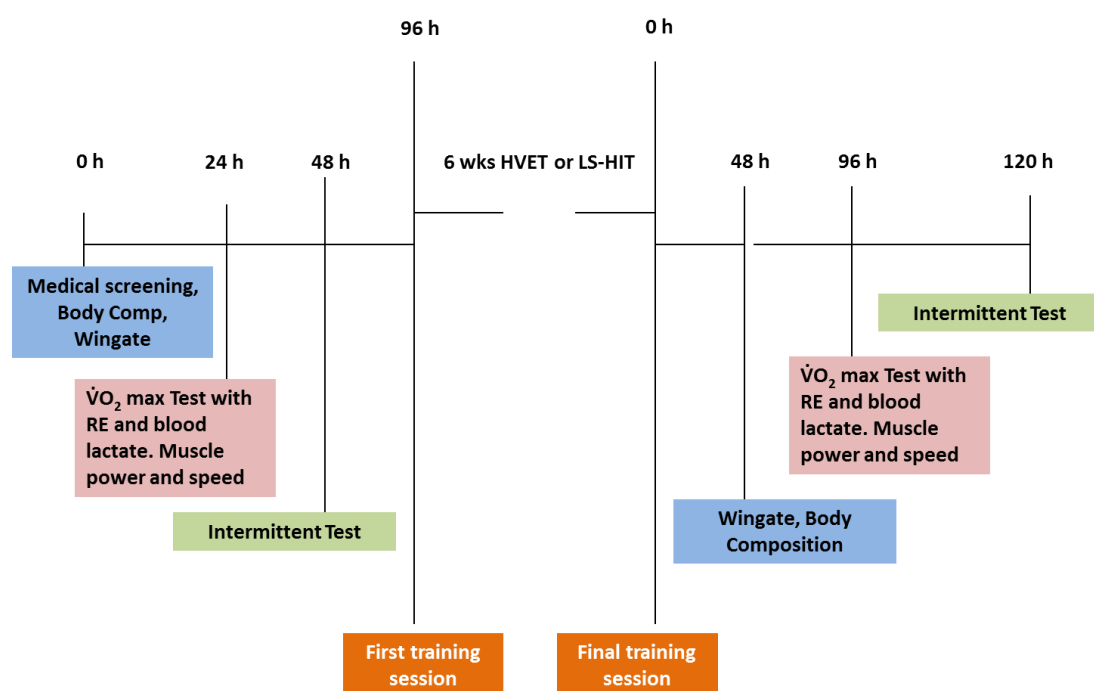 96 h
0 h
0 h
24 h
48 h
6 wks HVET or LS-HIT
48 h
96 h
120 h
Medical screening,
Body Comp,
Wingate
V̇O₂ max Test with
RE and blood
lactate. Muscle
power and speed
Intermittent Test
Intermittent Test
V̇O₂ max Test with
RE and blood
lactate. Muscle
power and speed
Wingate, Body
Composition
First training
session
Final training
session